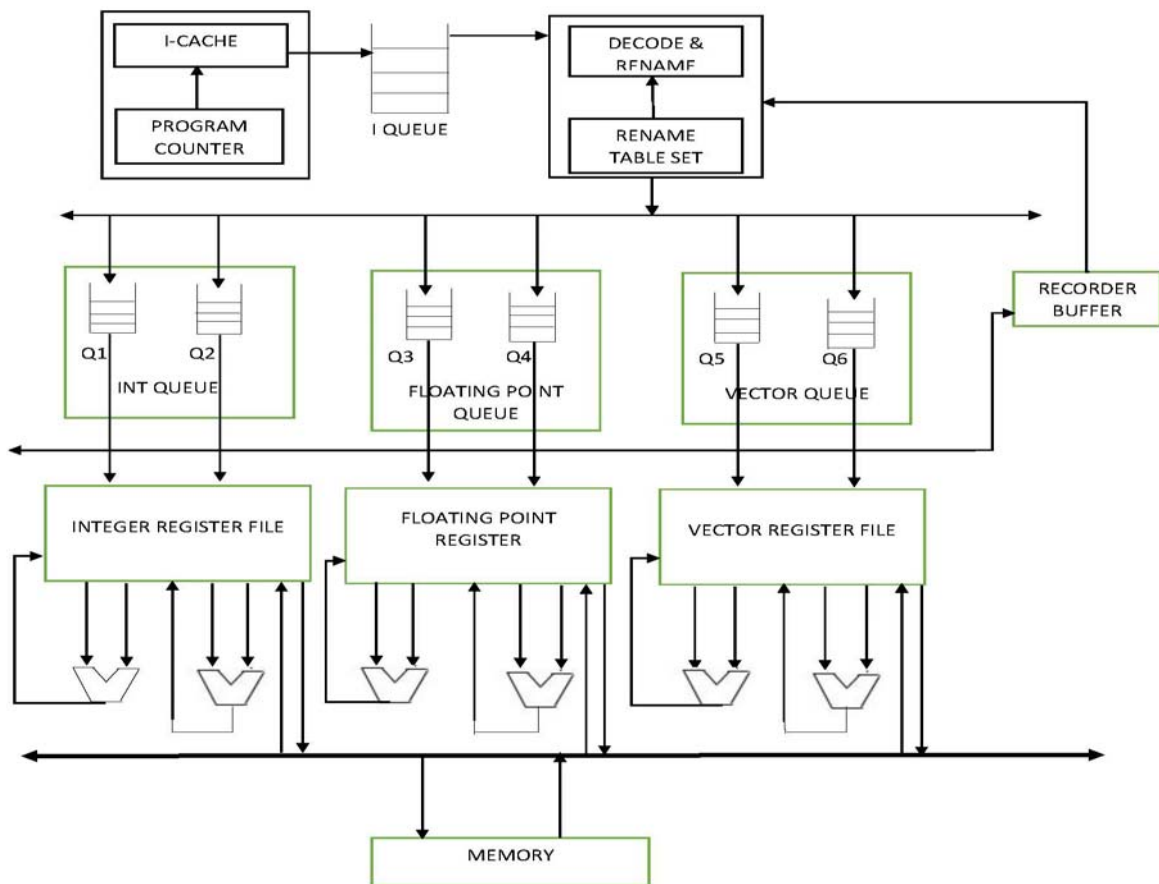 I-CACHE
PROGRAM
COUNTER
I QUEUE
DECODE &
RENAME
RENAME
TABLE SET
RECORDER
BUFFER
Q1
Q2
INT QUEUE
Q3
Q4
FLOATING POINT
QUEUE
Q5
Q6
VECTOR QUEUE
INTEGER REGISTER FILE
FLOATING POINT
REGISTER
VECTOR REGISTER FILE
MEMORY